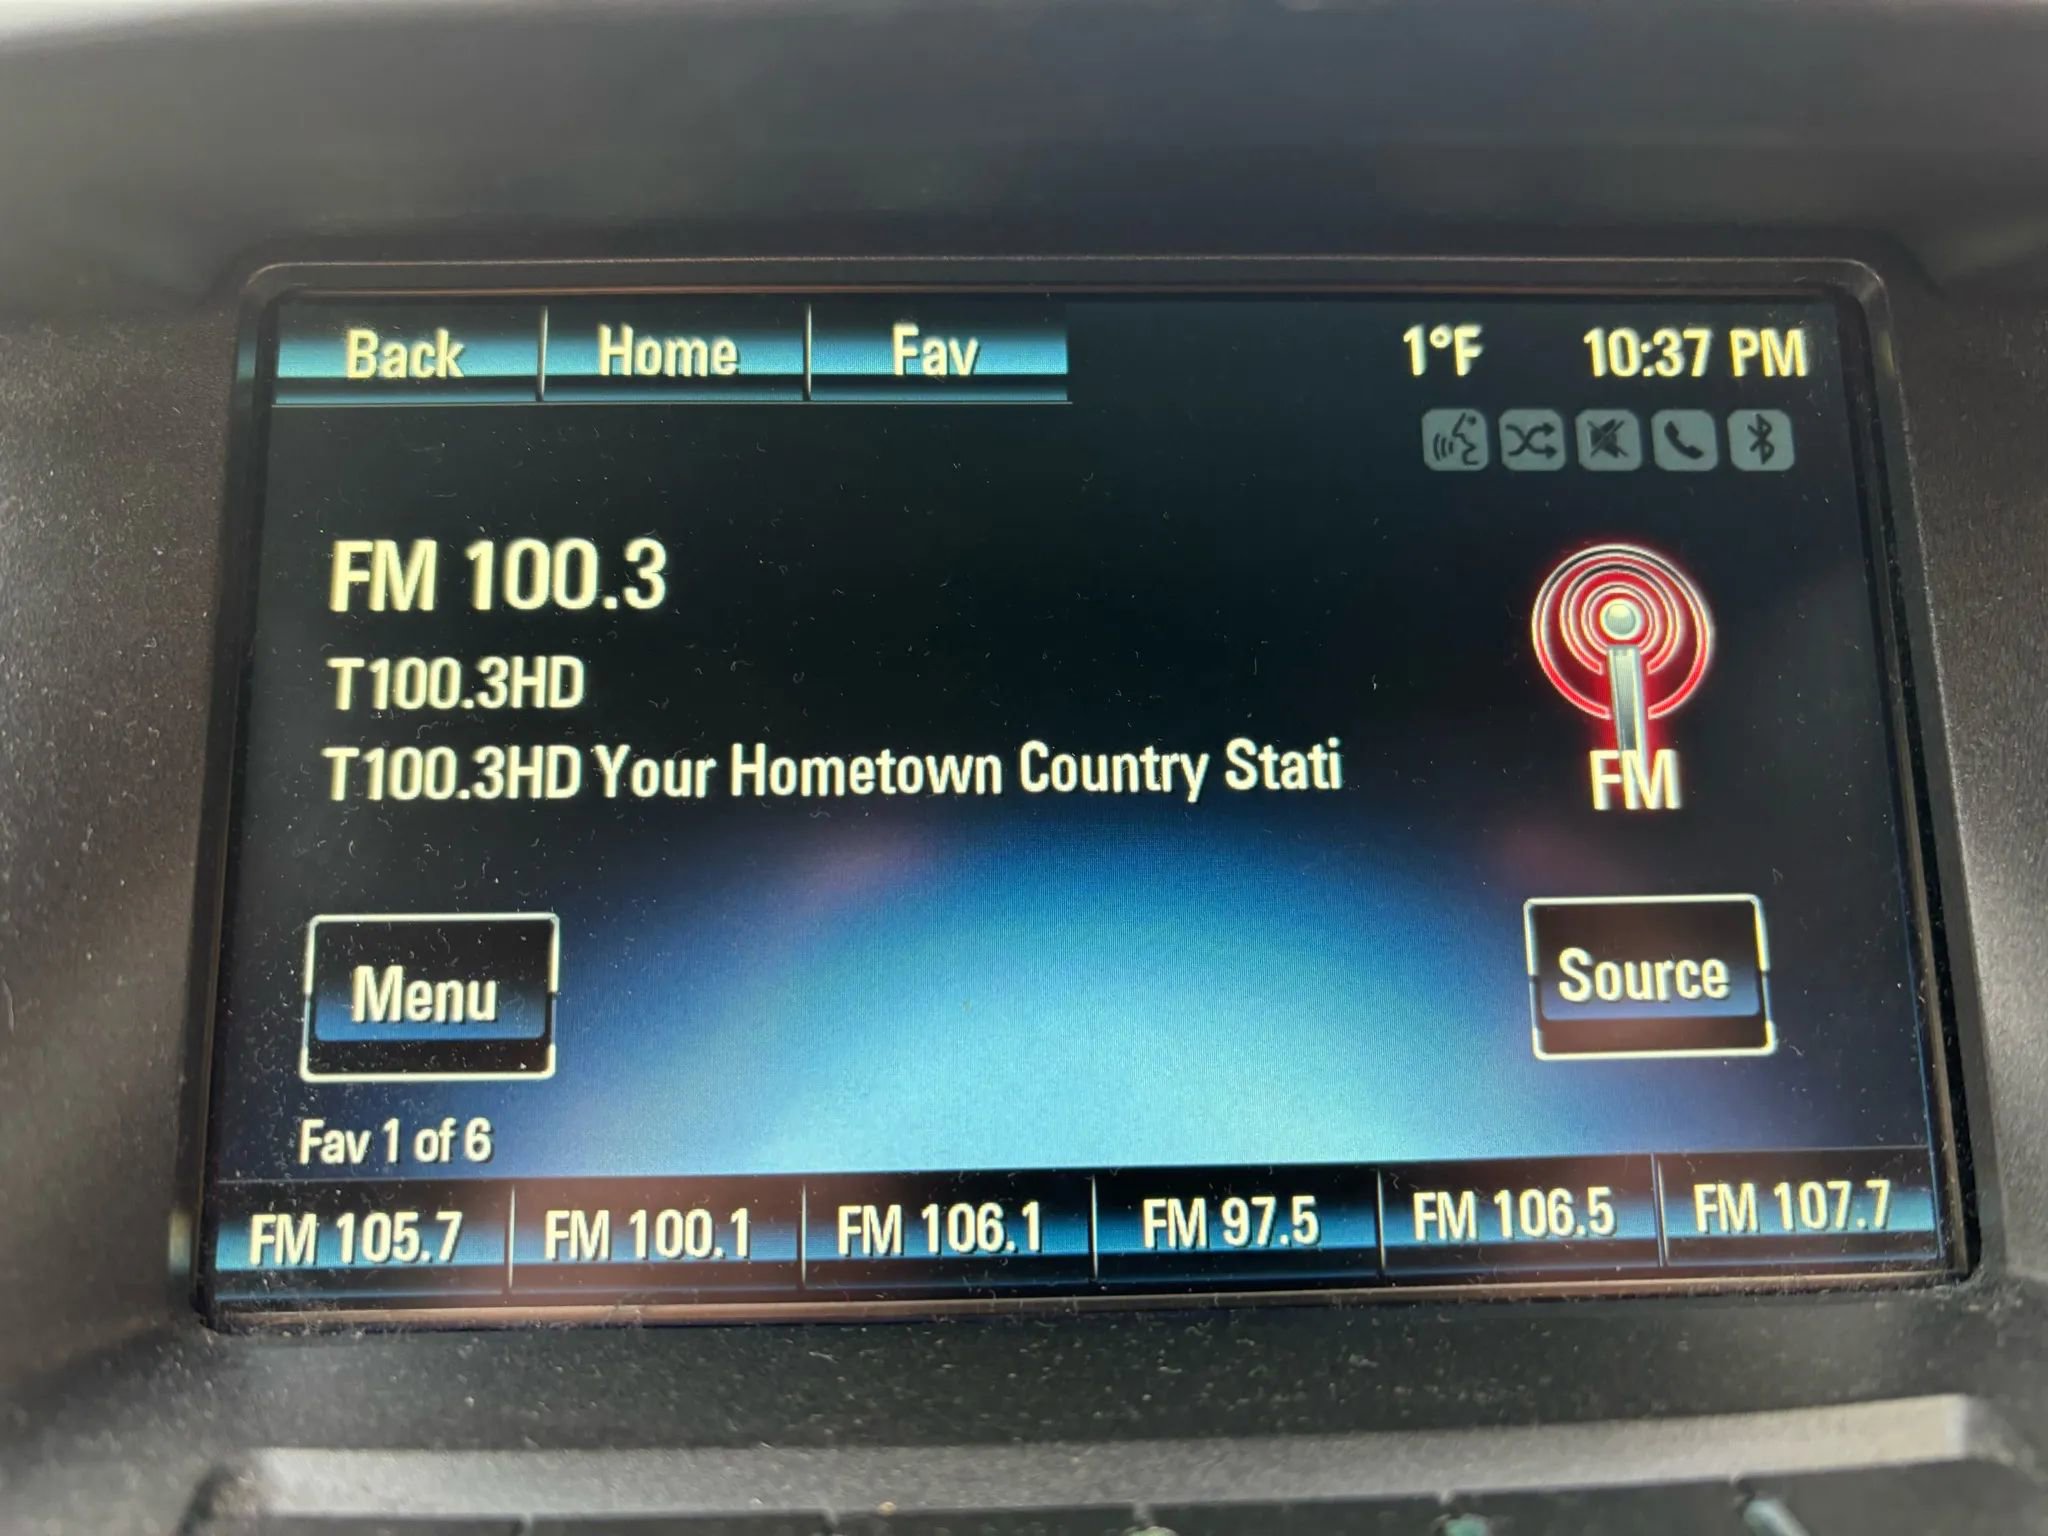 Back Home Fav 1°F 10:37 PM
FM 100.3
T100.3HD
T100.3HD Your Hometown Country Stati
FM
Menu Source
Fav 1 of 6
FM 105.7 FM 100.1 FM 106.1 FM 97.5 FM 106.5 FM 107.7